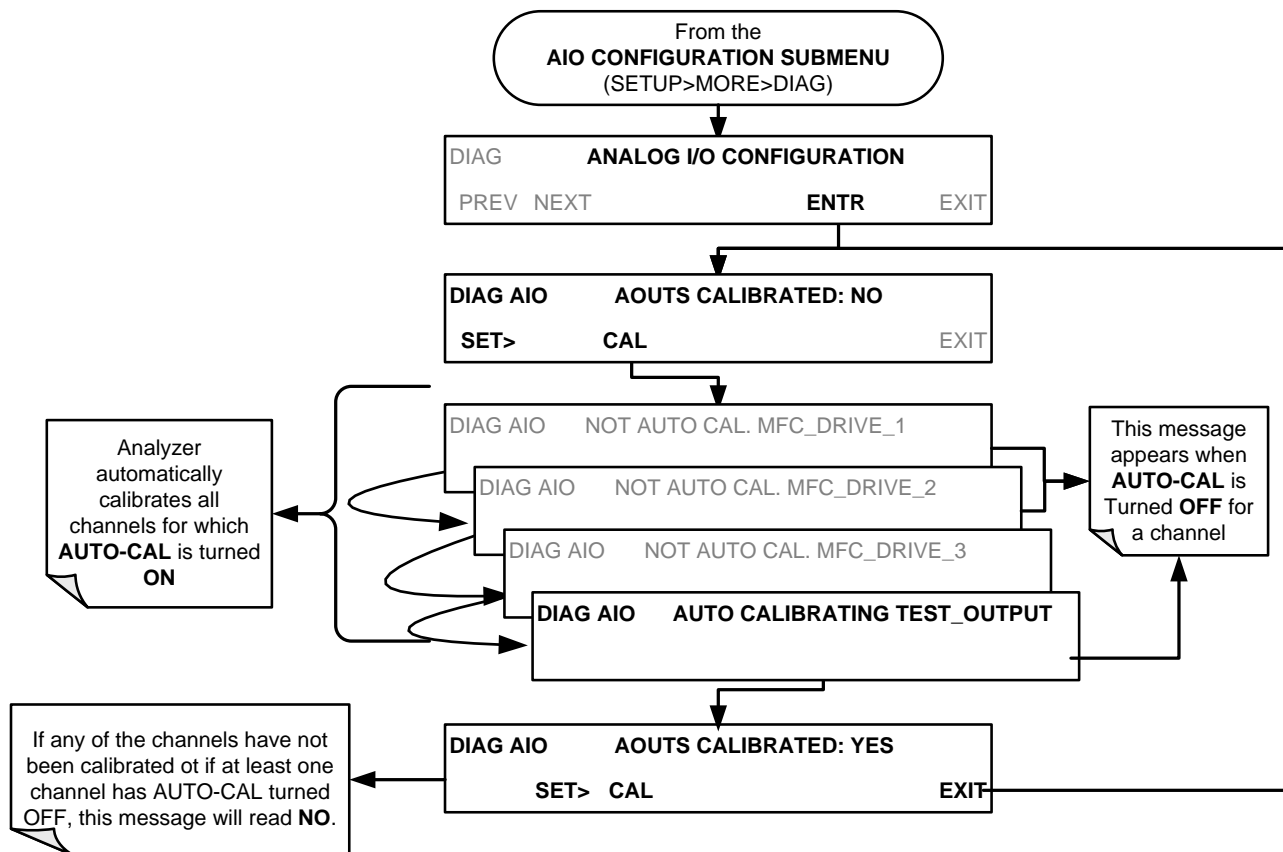 From the
AIO CONFIGURATION SUBMENU
(SETUP>MORE>DIAG)
DIAG ANALOG I/O CONFIGURATION
PREV NEXT ENTR EXIT
DIAG AIO AOUTS CALIBRATED: NO
SET> CAL EXIT
Analyzer
automatically
calibrates all
channels for which
AUTO-CAL is turned
ON
DIAG AIO NOT AUTO CAL. MFC_DRIVE_1
DIAG AIO NOT AUTO CAL. MFC_DRIVE_2
DIAG AIO NOT AUTO CAL. MFC_DRIVE_3
DIAG AIO AUTO CALIBRATING TEST_OUTPUT
This message
appears when
AUTO-CAL is
Turned OFF for
a channel
If any of the channels have not
been calibrated ot if at least one
channel has AUTO-CAL turned
OFF, this message will read NO.
DIAG AIO AOUTS CALIBRATED: YES
SET> CAL EXIT